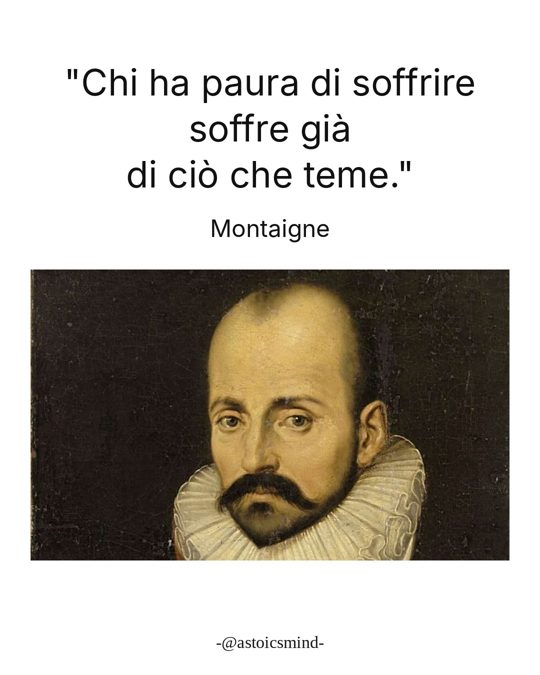 "Chi ha paura di soffrire
soffre già
di ciò che teme."
Montaigne
-@astoicsmind-